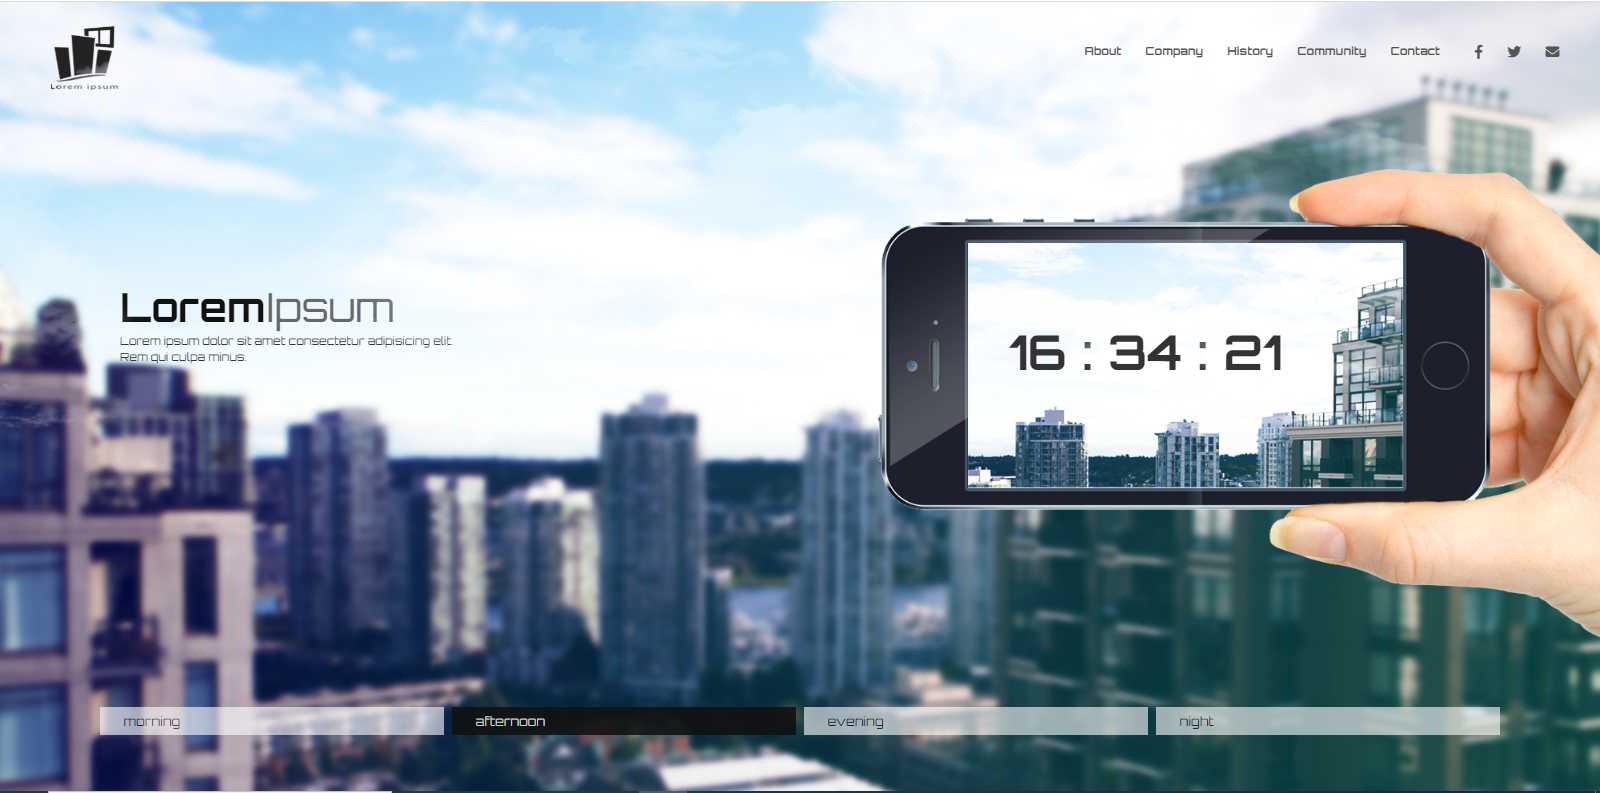 Lorem ipsum
About Company History Community Contact
LoremIpsum
Lorem ipsum dolor sit amet consectetur adipisicing elit.
Rem qui culpa minus.
16 : 34 : 21
morning afternoon evening night